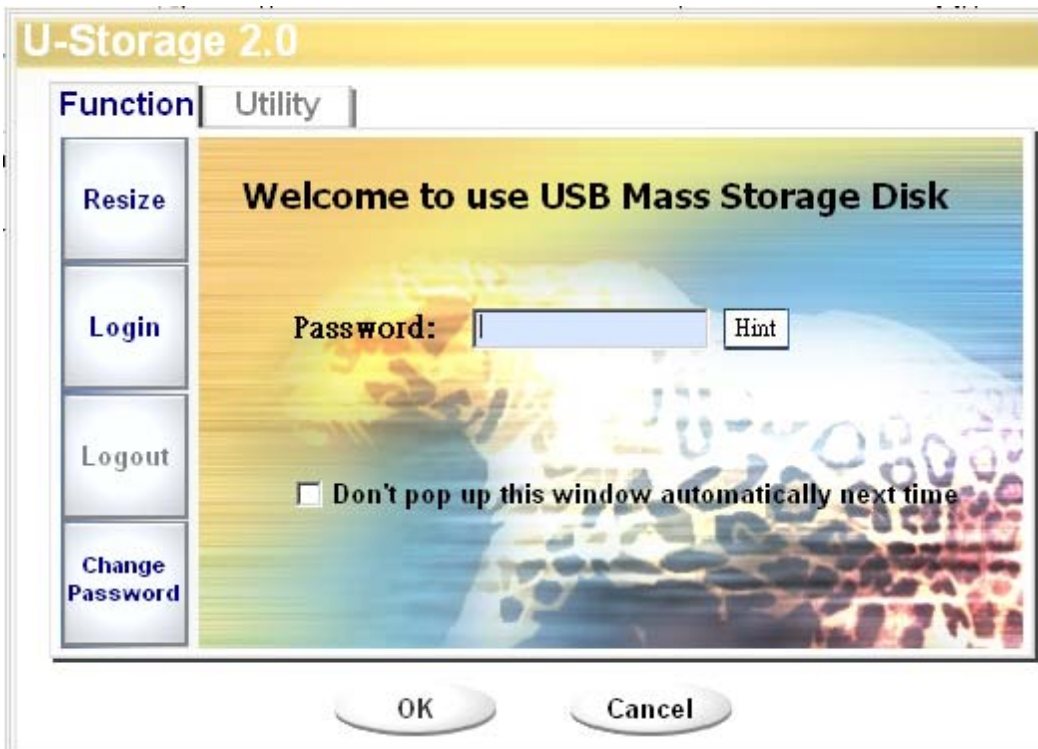 U-Storage 2.0
Function Utility
Resize
Welcome to use USB Mass Storage Disk
Login
Password: Hint
Logout
Don't pop up this window automatically next time
Change
Password
OK Cancel